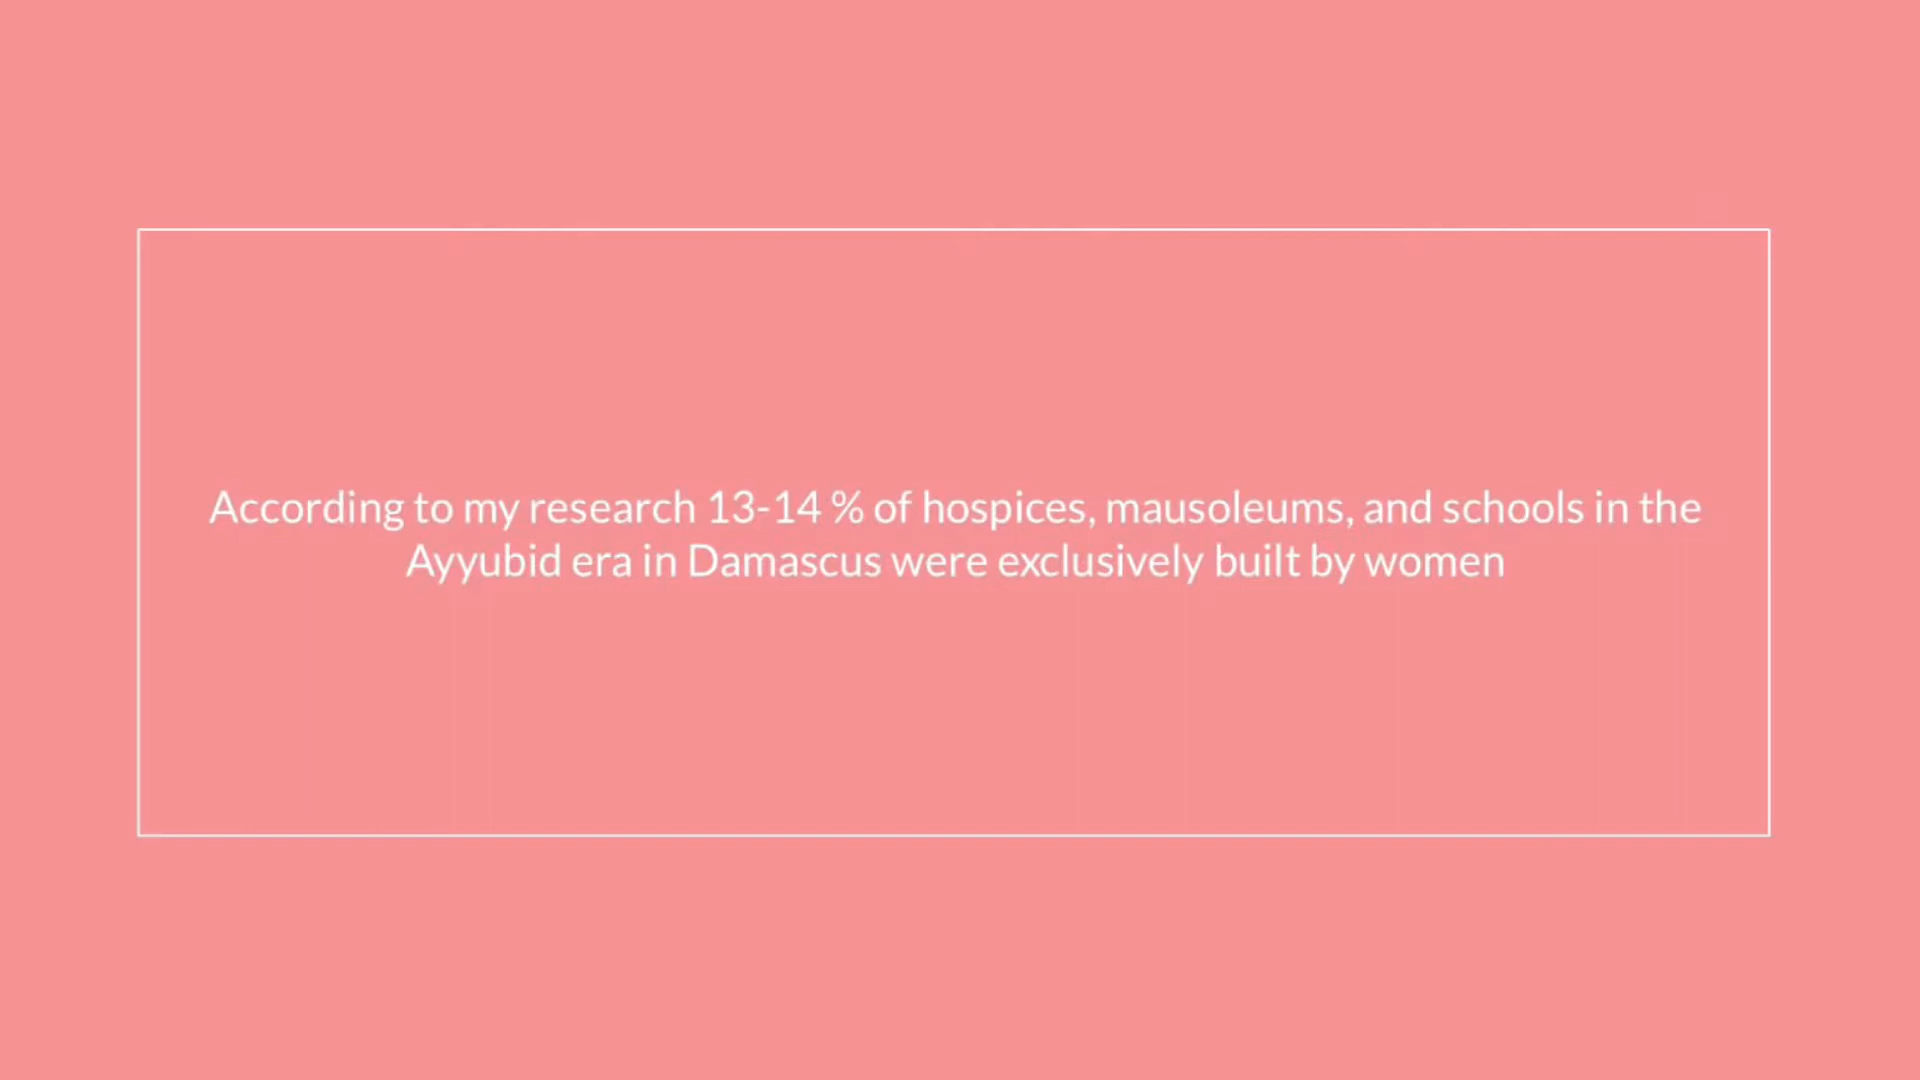 According to my research 13-14 % of hospices, mausoleums, and schools in the
Ayyubid era in Damascus were exclusively built by women